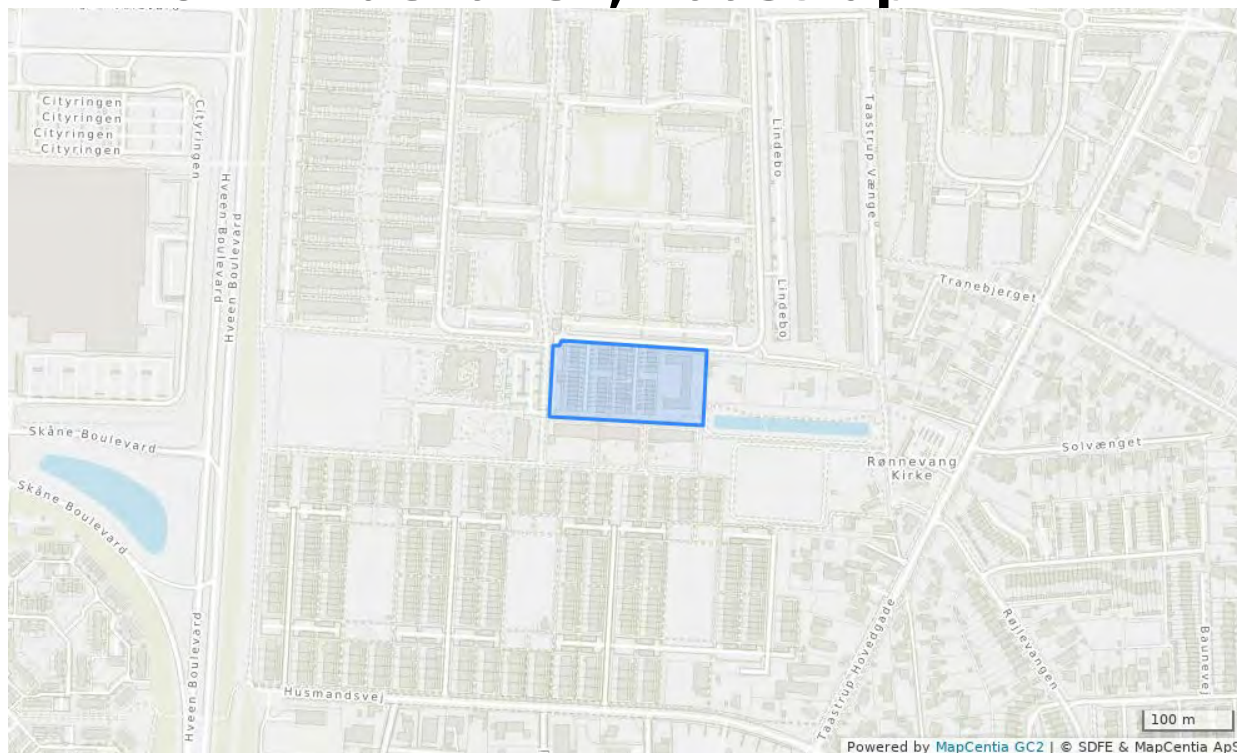 Cityringen
Cityringen
Cityringen
Cityringen
Cityringen
Hveen Boulevard
Hveen Boulevard
Lindebo
Taastrup Vænge
Tranebjerget
Lindebo
Skåne Boulevard
Solvænget
Rønnevang
Kirke
Skåne Boulevard
Hveen Boulevard
Taastrup Hovedgade
Røjlevangen
Baunevej
Husmandsvej
100 m
Powered by MapCentia GC2 | © SDFE & MapCentia ApS